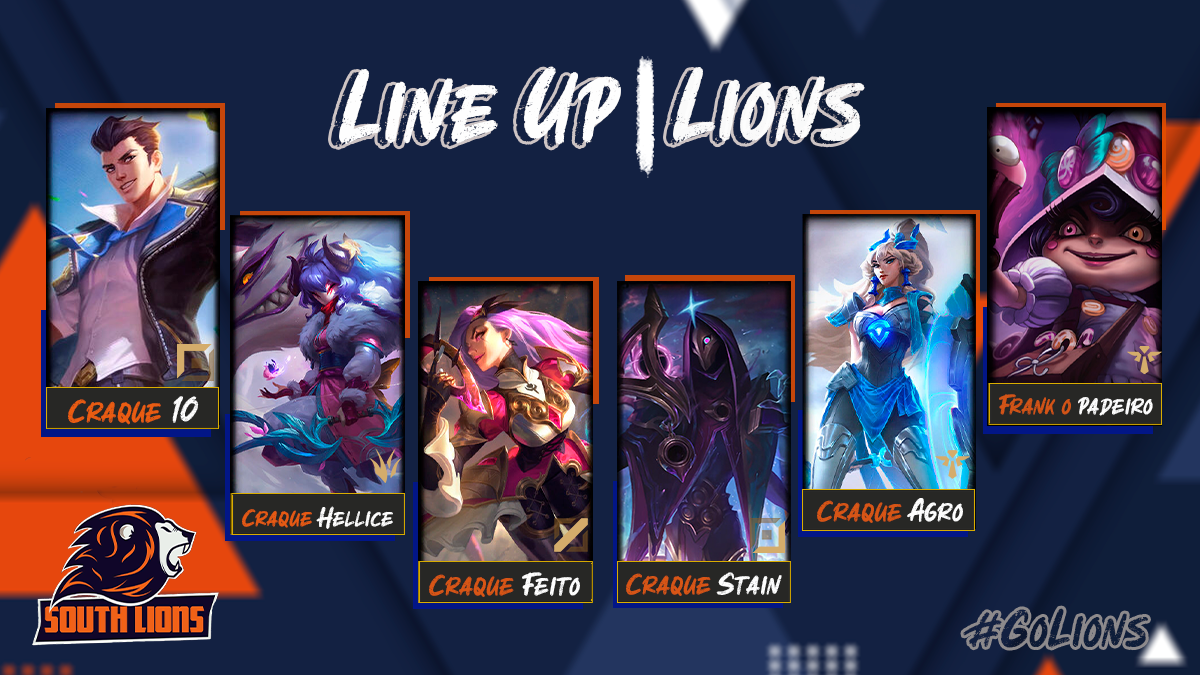 Line Up | Lions
Craque 10
Craque Hellice
Craque Feito
Craque Stain
Craque Agro
Frank o padeiro
SOUTH LIONS
#GoLions